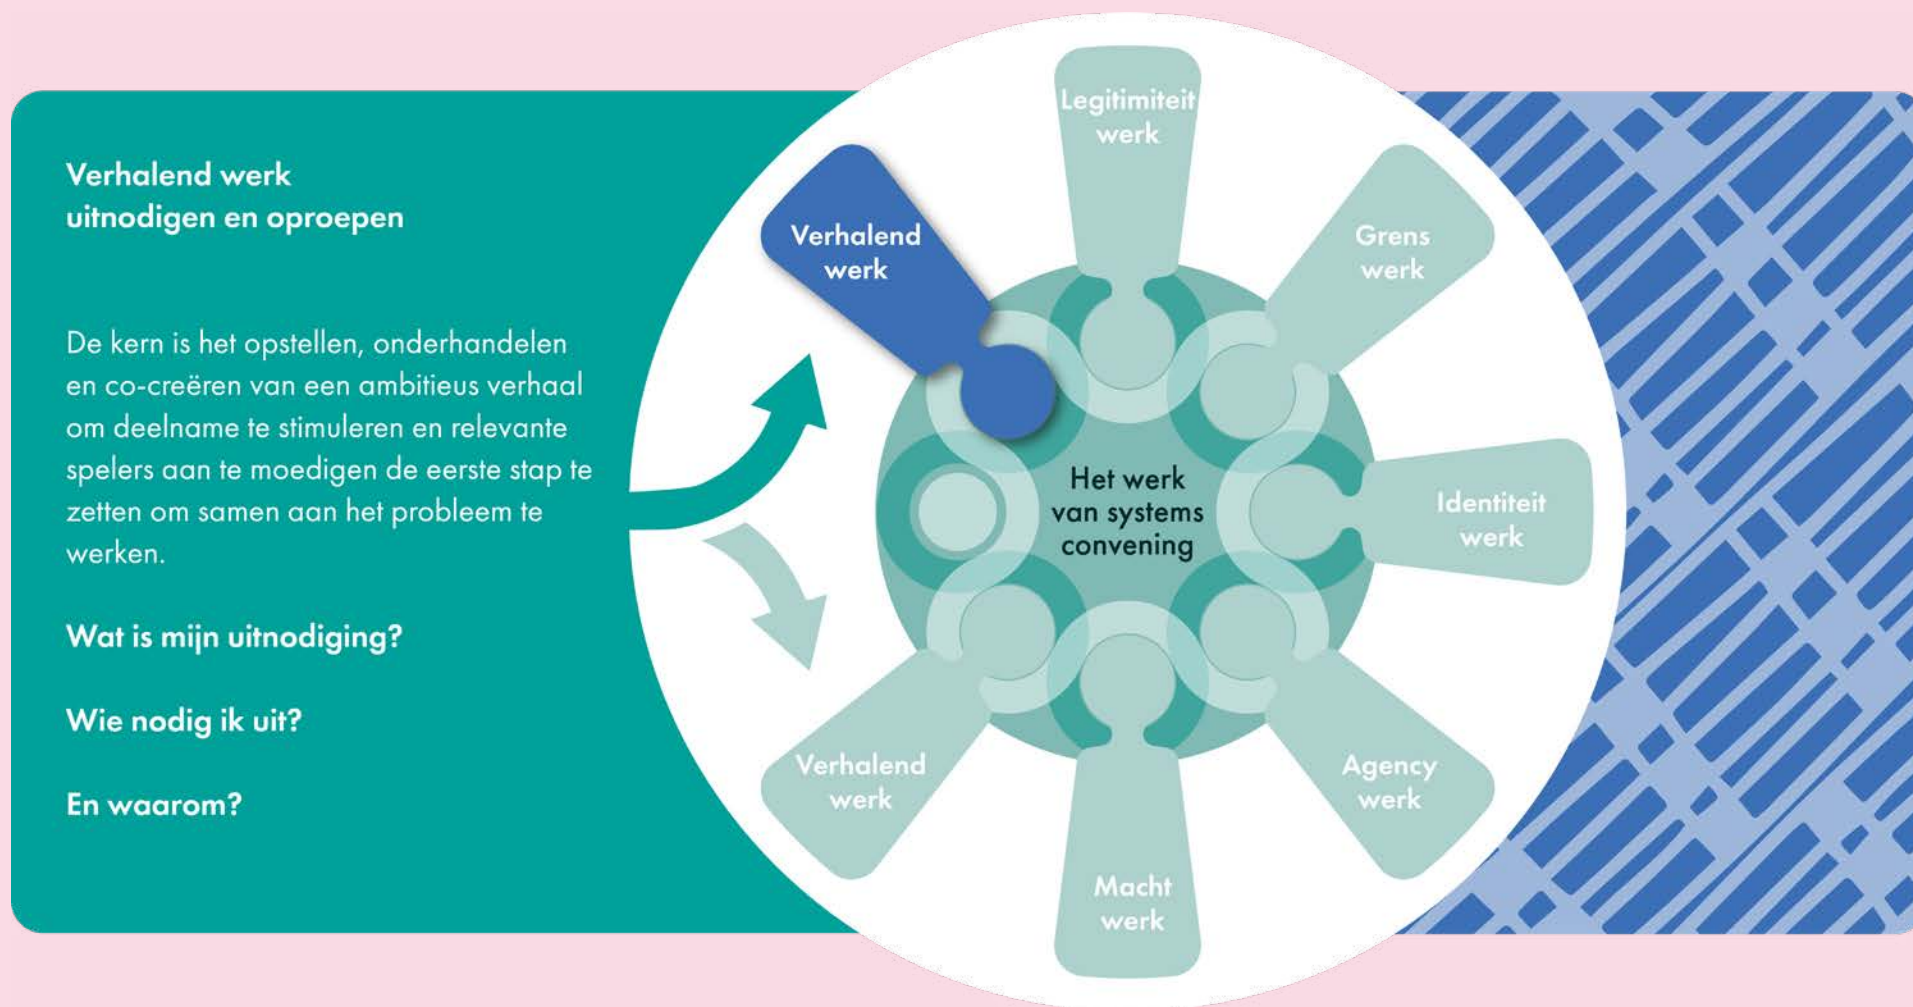 Verhalend werk
uitnodigen en oproepen
De kern is het opstellen, onderhandelen
en co-creëren van een ambitieus verhaal
om deelname te stimuleren en relevante
spelers aan te moedigen de eerste stap te
zetten om samen aan het probleem te
werken.
Wat is mijn uitnodiging?
Wie nodig ik uit?
En waarom?
Legitimiteit
werk
Verhalend
werk
Grens
werk
Identiteit
werk
Het werk
van systems
convening
Agency
werk
Verhalend
werk
Macht
werk